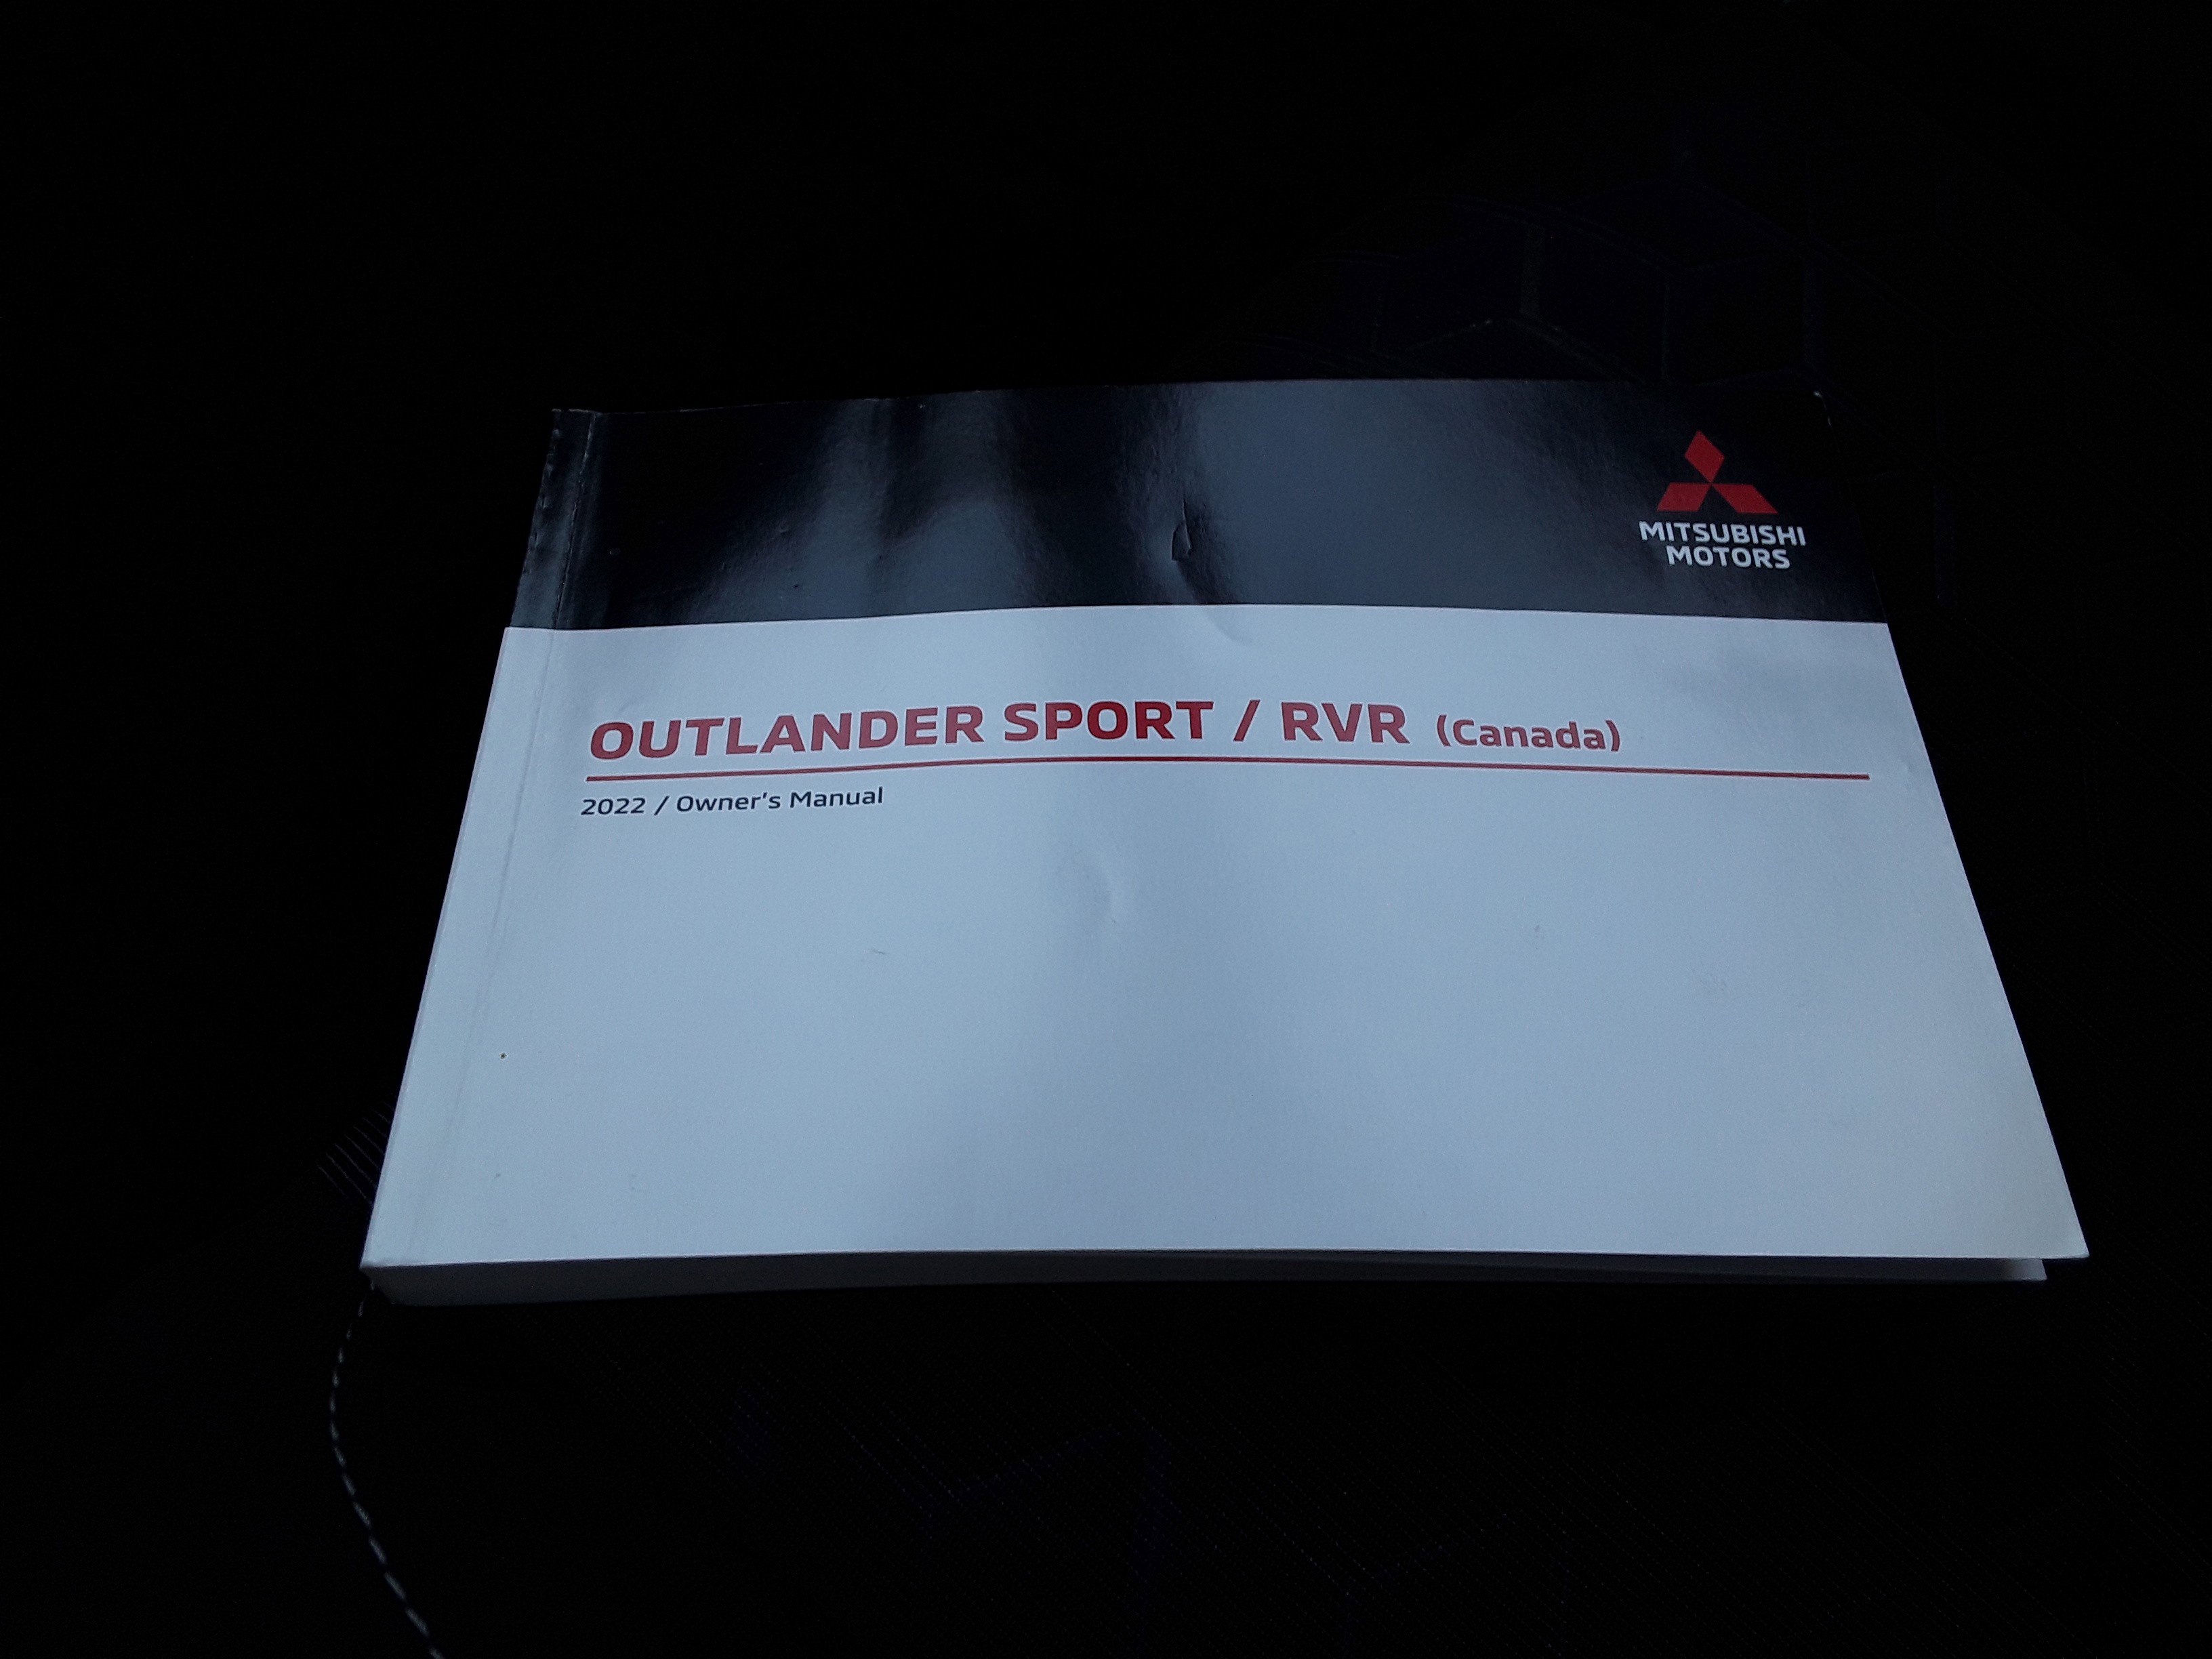 MITSUBISHI
MOTORS
OUTLANDER SPORT / RVR (Canada)
2022 / Owner's Manual